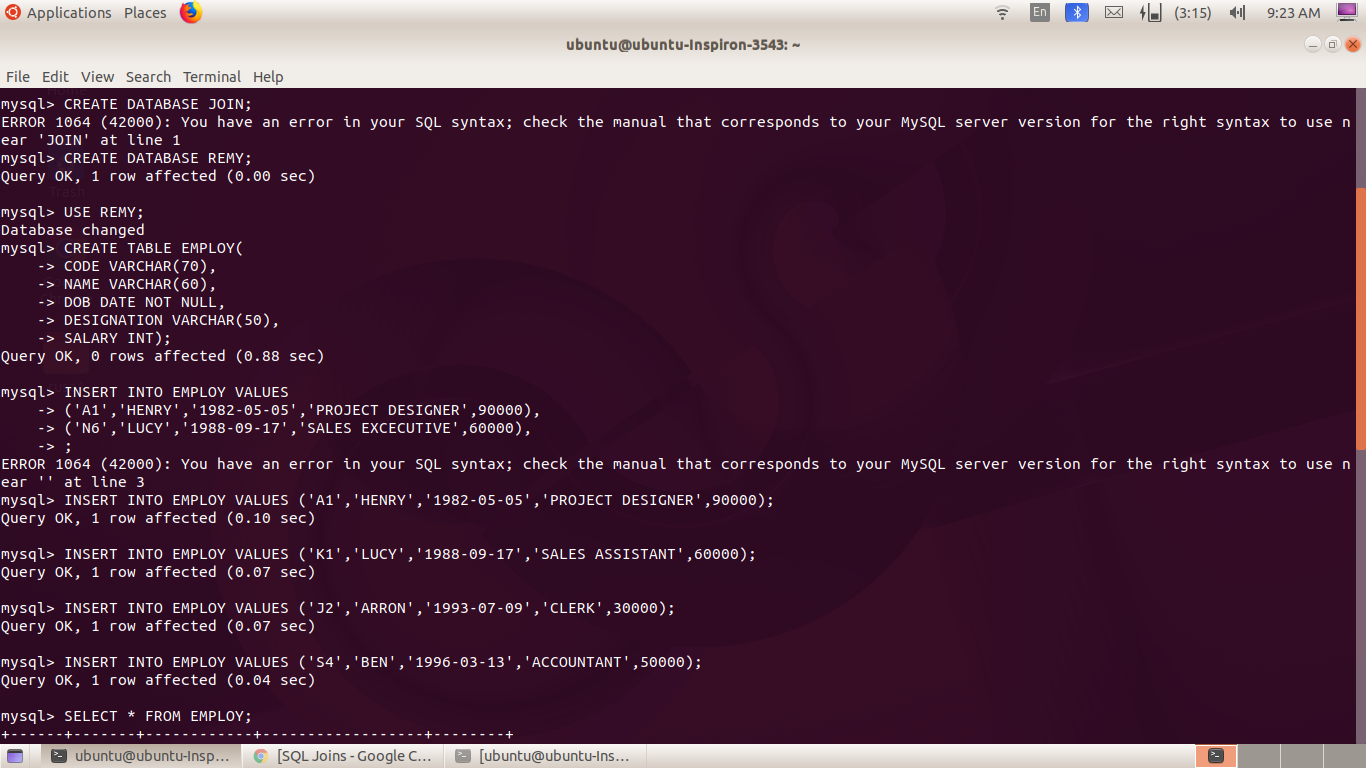 Applications Places En (3:15) 9:23 AM
ubuntu@ubuntu-Inspiron-3543: ~
File Edit View Search Terminal Help
mysql> CREATE DATABASE JOIN;
ERROR 1064 (42000): You have an error in your SQL syntax; check the manual that corresponds to your MySQL server version for the right syntax to use n
ear 'JOIN' at line 1
mysql> CREATE DATABASE REMY;
Query OK, 1 row affected (0.00 sec)
mysql> USE REMY;
Database changed
mysql> CREATE TABLE EMPLOY(
    -> CODE VARCHAR(70),
    -> NAME VARCHAR(60),
    -> DOB DATE NOT NULL,
    -> DESIGNATION VARCHAR(50),
    -> SALARY INT);
Query OK, 0 rows affected (0.88 sec)
mysql> INSERT INTO EMPLOY VALUES
    -> ('A1','HENRY','1982-05-05','PROJECT DESIGNER',90000),
    -> ('N6','LUCY','1988-09-17','SALES EXCECUTIVE',60000),
    -> ;
ERROR 1064 (42000): You have an error in your SQL syntax; check the manual that corresponds to your MySQL server version for the right syntax to use n
ear '' at line 3
mysql> INSERT INTO EMPLOY VALUES ('A1','HENRY','1982-05-05','PROJECT DESIGNER',90000);
Query OK, 1 row affected (0.10 sec)
mysql> INSERT INTO EMPLOY VALUES ('K1','LUCY','1988-09-17','SALES ASSISTANT',60000);
Query OK, 1 row affected (0.07 sec)
mysql> INSERT INTO EMPLOY VALUES ('J2','ARRON','1993-07-09','CLERK',30000);
Query OK, 1 row affected (0.07 sec)
mysql> INSERT INTO EMPLOY VALUES ('S4','BEN','1996-03-13','ACCOUNTANT',50000);
Query OK, 1 row affected (0.04 sec)
mysql> SELECT * FROM EMPLOY;
+------+-------+------------+------------------+--------+
ubuntu@ubuntu-Insp... [SQL Joins - Google C... [ubuntu@ubuntu-Ins...